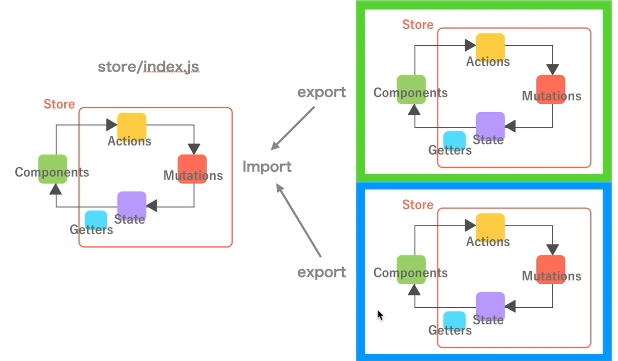 store/index.js
Store
Actions
Components
Mutations
State
Getters
export
Import
export
Store
Actions
Components
Mutations
State
Getters
Store
Actions
Components
Mutations
State
Getters